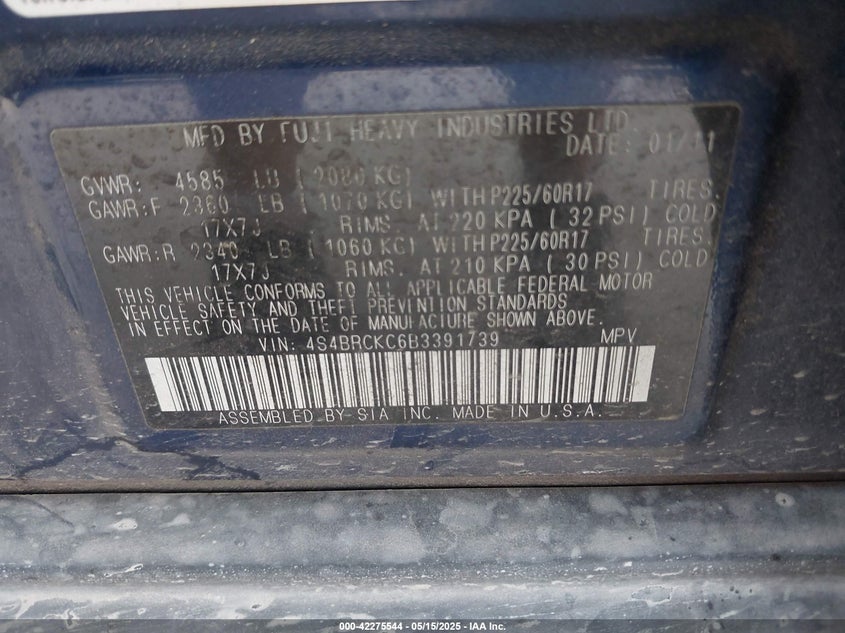 MFD BY FUJI HEAVY INDUSTRIES LTD
DATE: 01/11
GVWR: 4585 LB ( 2080 KG)
GAWR:F 2360 LB ( 1070 KG) WITH P225/60R17 TIRES.
17X7J RIMS. AT 220 KPA ( 32 PSI) COLD
GAWR:R 2340 LB ( 1060 KG) WITH P225/60R17 TIRES.
17X7J RIMS. AT 210 KPA ( 30 PSI) COLD
THIS VEHICLE CONFORMS TO ALL APPLICABLE FEDERAL MOTOR
VEHICLE SAFETY AND THEFT PREVENTION STANDARDS
IN EFFECT ON THE DATE OF MANUFACTURE SHOWN ABOVE.
VIN: 4S4BRCKC6B3391739 MPV
ASSEMBLED BY SIA INC. MADE IN U.S.A.
000-42275544 - 05/15/2025 - IAA Inc.